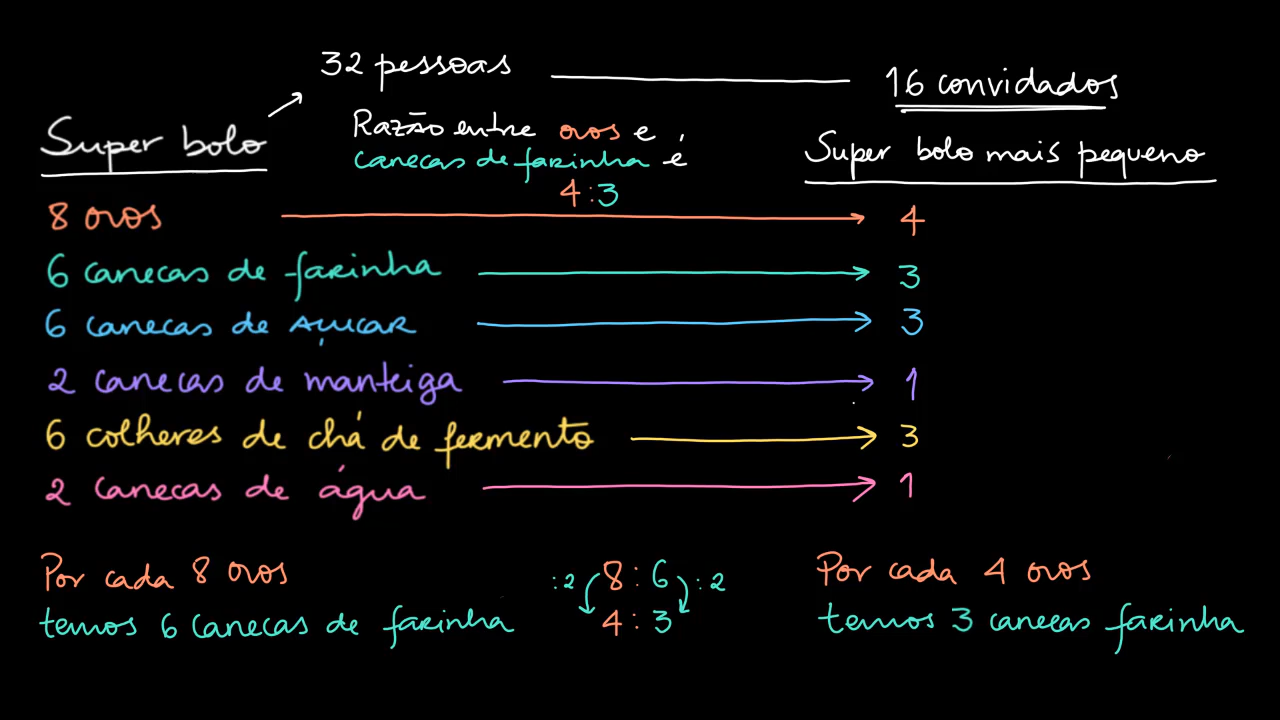 32 pessoas
16 convidados
Super bolo
Razão entre ovos e
canecas de farinha é
4:3
Super bolo mais pequeno
8 ovos
4
6 canecas de farinha
3
6 canecas de açucar
3
2 canecas de manteiga
1
6 colheres de chá de fermento
3
2 canecas de água
1
Por cada 8 ovos
temos 6 canecas de farinha
:2 8:6 :2
4:3
Por cada 4 ovos
temos 3 canecas farinha